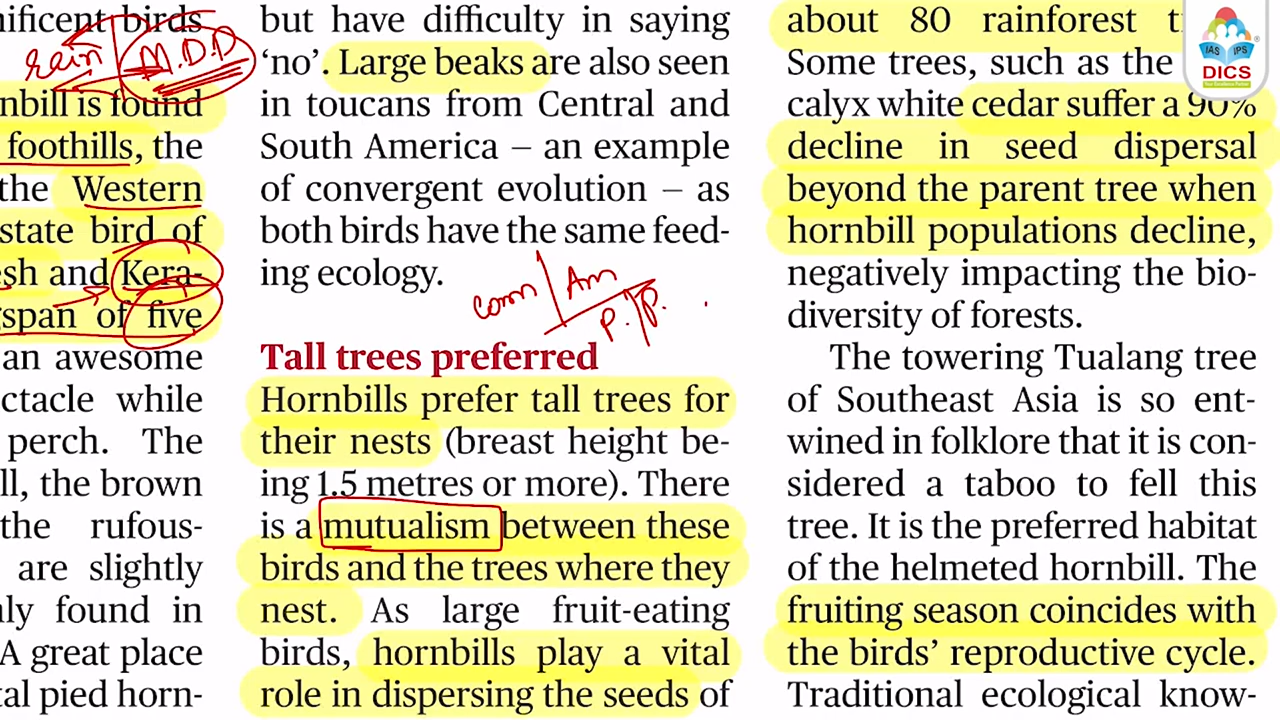 nificent birds
rain M.D.D
nbill is found
foothills, the
the Western
state bird of
esh and Kera-
gspan of five
an awesome
ctacle while
perch. The
ll, the brown
the rufous-
are slightly
nly found in
A great place
tal pied horn-
but have difficulty in saying
‘no’. Large beaks are also seen
in toucans from Central and
South America – an example
of convergent evolution – as
both birds have the same feed-
ing ecology.
comm Am
P. P.
Tall trees preferred
Hornbills prefer tall trees for
their nests (breast height be-
ing 1.5 metres or more). There
is a mutualism between these
birds and the trees where they
nest. As large fruit-eating
birds, hornbills play a vital
role in dispersing the seeds of
about 80 rainforest t
Some trees, such as the
calyx white cedar suffer a 90%
decline in seed dispersal
beyond the parent tree when
hornbill populations decline,
negatively impacting the bio-
diversity of forests.
The towering Tualang tree
of Southeast Asia is so ent-
wined in folklore that it is con-
sidered a taboo to fell this
tree. It is the preferred habitat
of the helmeted hornbill. The
fruiting season coincides with
the birds’ reproductive cycle.
Traditional ecological know-
IAS IPS
DICS